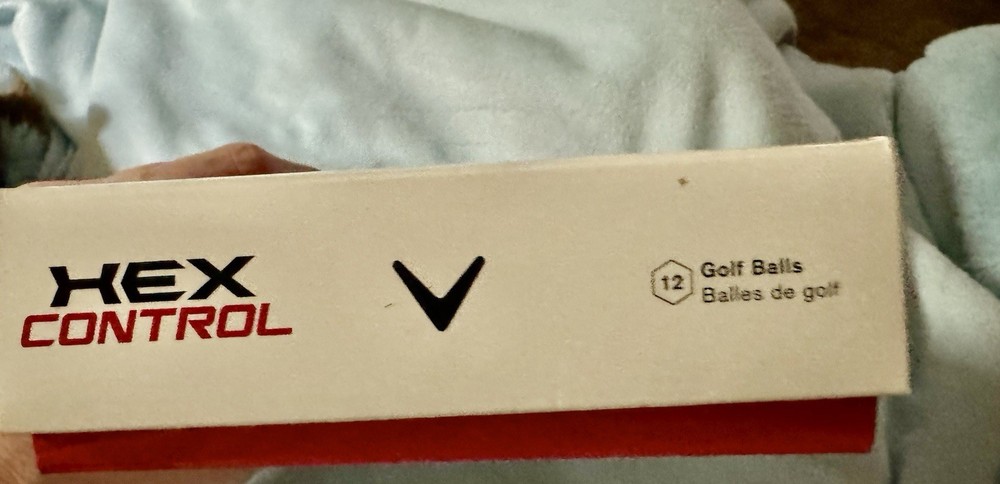 HEX
CONTROL
12
Golf Balls
Balles de golf